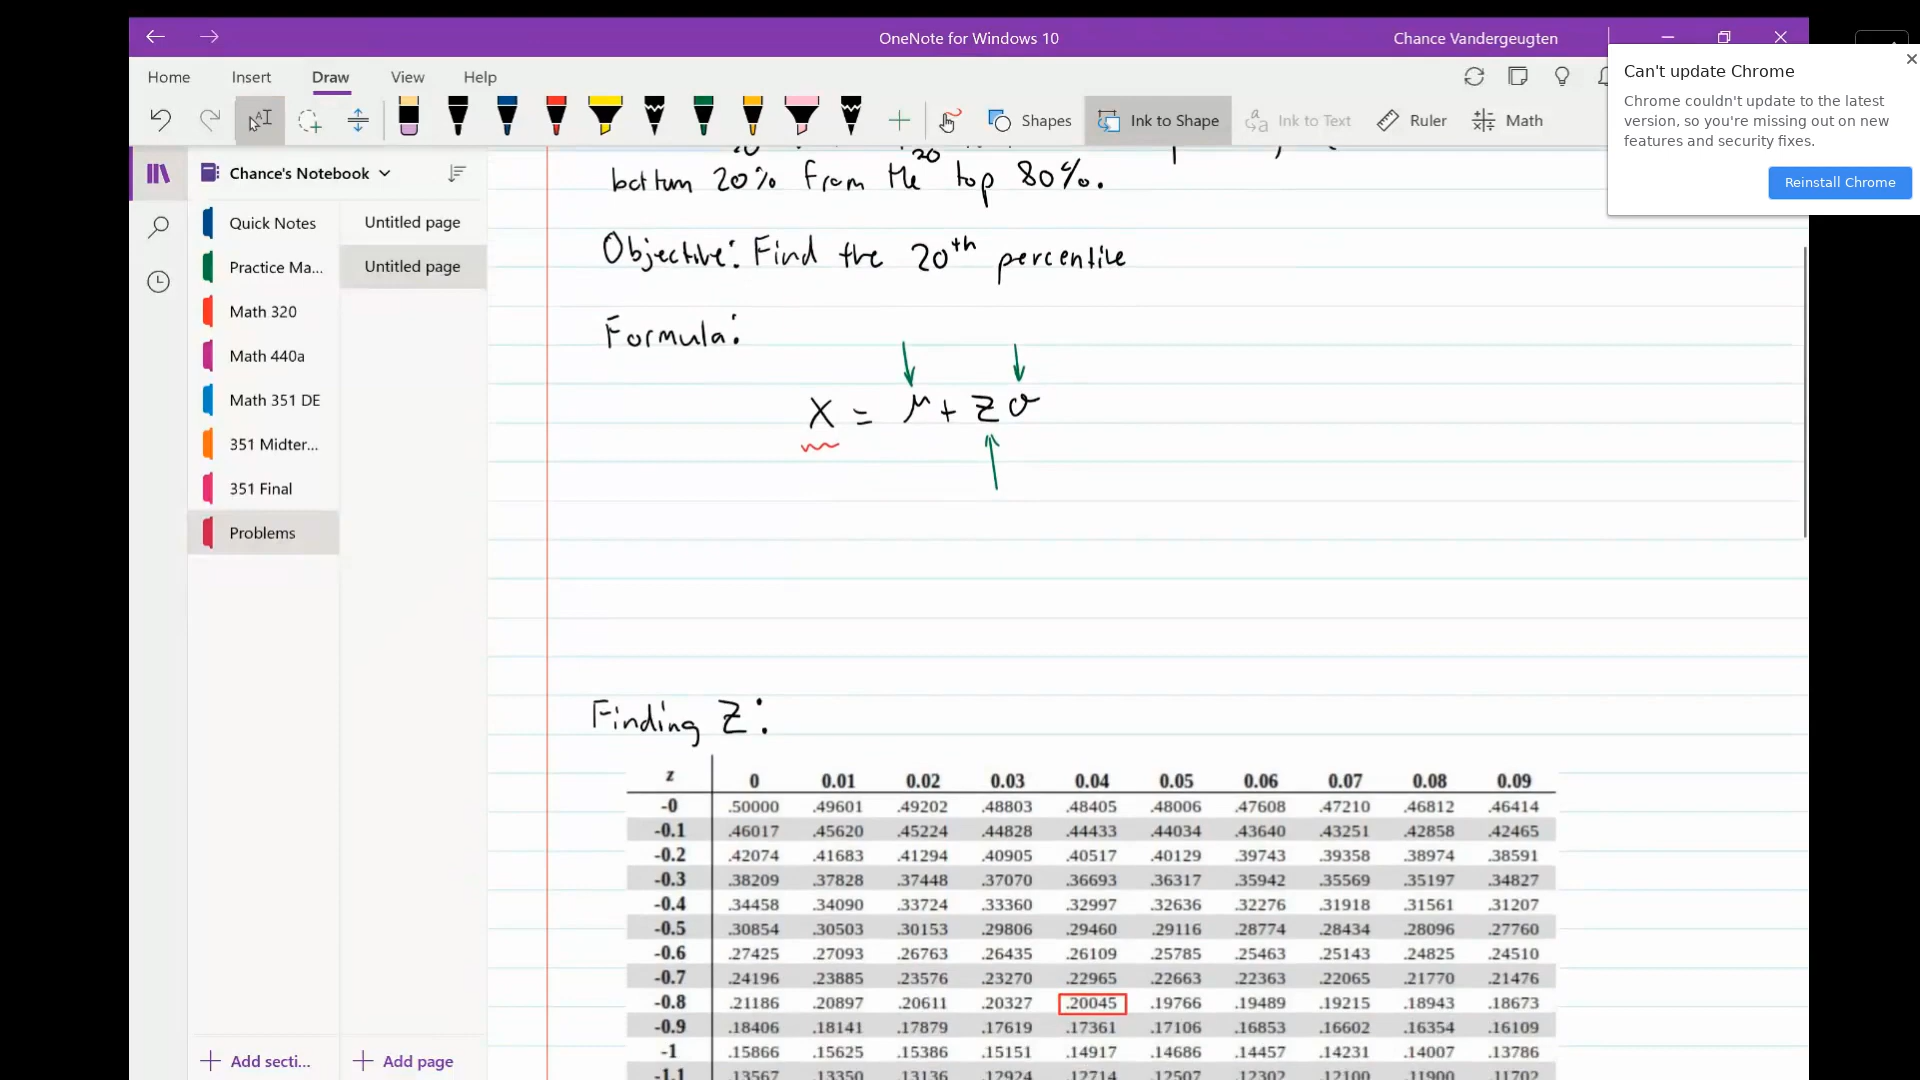 OneNote for Windows 10
Chance Vandergeugten
Can't update Chrome
Chrome couldn't update to the latest
version, so you're missing out on new
features and security fixes.
Reinstall Chrome
Home Insert Draw View Help
Shapes Ink to Shape Ink to Text Ruler Math
Chance's Notebook
Quick Notes
Practice Ma...
Math 320
Math 440a
Math 351 DE
351 Midter...
351 Final
Problems
Add secti...
Untitled page
Untitled page
Add page
bottum 20% from the top 80%.
Objective: Find the 20th percentile
Formula:
X = μ + Zσ
Finding Z:
z 0 0.01 0.02 0.03 0.04 0.05 0.06 0.07 0.08 0.09
-0 .50000 .49601 .49202 .48803 .48405 .48006 .47608 .47210 .46812 .46414
-0.1 .46017 .45620 .45224 .44828 .44433 .44034 .43640 .43251 .42858 .42465
-0.2 .42074 .41683 .41294 .40905 .40517 .40129 .39743 .39358 .38974 .38591
-0.3 .38209 .37828 .37448 .37070 .36693 .36317 .35942 .35569 .35197 .34827
-0.4 .34458 .34090 .33724 .33360 .32997 .32636 .32276 .31918 .31561 .31207
-0.5 .30854 .30503 .30153 .29806 .29460 .29116 .28774 .28434 .28096 .27760
-0.6 .27425 .27093 .26763 .26435 .26109 .25785 .25463 .25143 .24825 .24510
-0.7 .24196 .23885 .23576 .23270 .22965 .22663 .22363 .22065 .21770 .21476
-0.8 .21186 .20897 .20611 .20327 .20045 .19766 .19489 .19215 .18943 .18673
-0.9 .18406 .18141 .17879 .17619 .17361 .17106 .16853 .16602 .16354 .16109
-1 .15866 .15625 .15386 .15151 .14917 .14686 .14457 .14231 .14007 .13786
-1.1 .13567 .13350 .13136 .12924 .12714 .12507 .12302 .12100 .11900 .11702